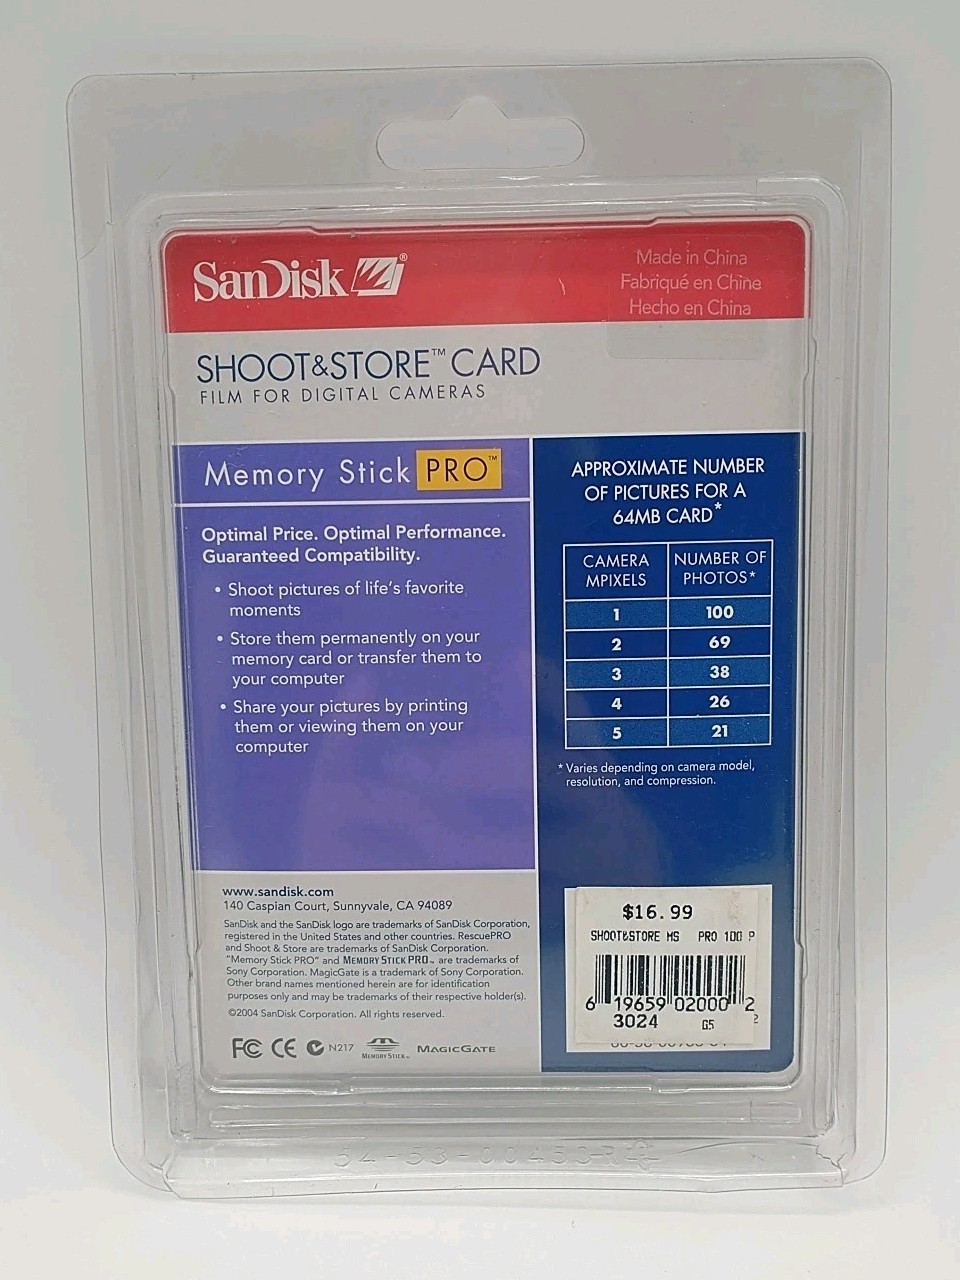 SanDisk®
Made in China
Fabriqué en Chine
Hecho en China
SHOOT&STORE™ CARD
FILM FOR DIGITAL CAMERAS
Memory Stick PRO™
Optimal Price. Optimal Performance.
Guaranteed Compatibility.
• Shoot pictures of life's favorite
moments
• Store them permanently on your
memory card or transfer them to
your computer
• Share your pictures by printing
them or viewing them on your
computer
APPROXIMATE NUMBER
OF PICTURES FOR A
64MB CARD*
CAMERA MPIXELS NUMBER OF PHOTOS*
1 100
2 69
3 38
4 26
5 21
* Varies depending on camera model,
resolution, and compression.
www.sandisk.com
140 Caspian Court, Sunnyvale, CA 94089
SanDisk and the SanDisk logo are trademarks of SanDisk Corporation,
registered in the United States and other countries. RescuePRO
and Shoot & Store are trademarks of SanDisk Corporation.
"Memory Stick PRO" and MEMORY STICK PRO™ are trademarks of
Sony Corporation. MagicGate is a trademark of Sony Corporation.
Other brand names mentioned herein are for identification
purposes only and may be trademarks of their respective holder(s).
©2004 SanDisk Corporation. All rights reserved.
FC CE N217 MEMORY STICK™ MAGICGATE
$16.99
SHOOT&STORE MS PRO 100 P
6 19659 02000 2
3024 G5